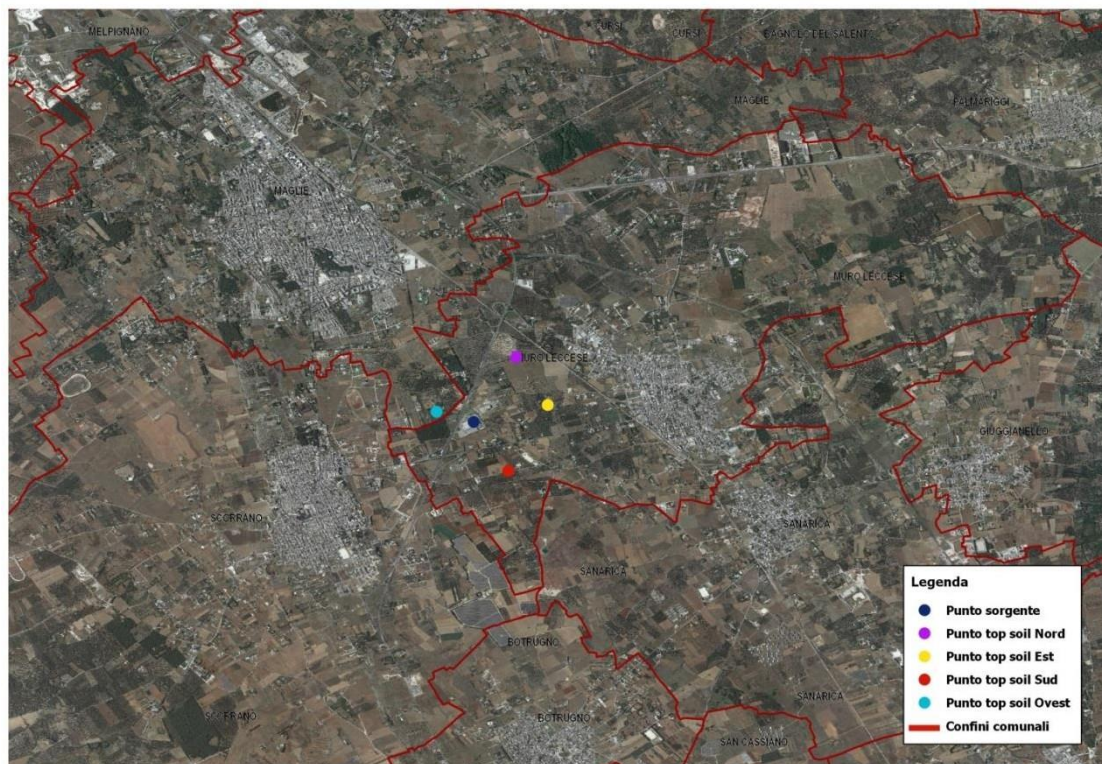 MELPIGNANO
CURSI
CURSI
BAGNOLO DEL SALENTO
MAGLIE
PALMARIGGI
MAGLIE
MURO LECCESE
MURO LECCESE
GIUGGIANELLO
SCORRANO
SANARICA
SANARICA
BOTRUGNO
SANARICA
SCORRANO
BOTRUGNO
SAN CASSIANO
Legenda
Punto sorgente
Punto top soil Nord
Punto top soil Est
Punto top soil Sud
Punto top soil Ovest
Confini comunali